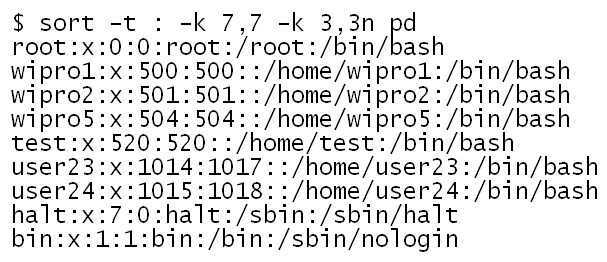 $ sort –t : –k 7,7 –k 3,3n pd
root:x:0:0:root:/root:/bin/bash
wipro1:x:500:500::/home/wipro1:/bin/bash
wipro2:x:501:501::/home/wipro2:/bin/bash
wipro5:x:504:504::/home/wipro5:/bin/bash
test:x:520:520::/home/test:/bin/bash
user23:x:1014:1017::/home/user23:/bin/bash
user24:x:1015:1018::/home/user24:/bin/bash
halt:x:7:0:halt:/sbin:/sbin/halt
bin:x:1:1:bin:/bin:/sbin/nologin